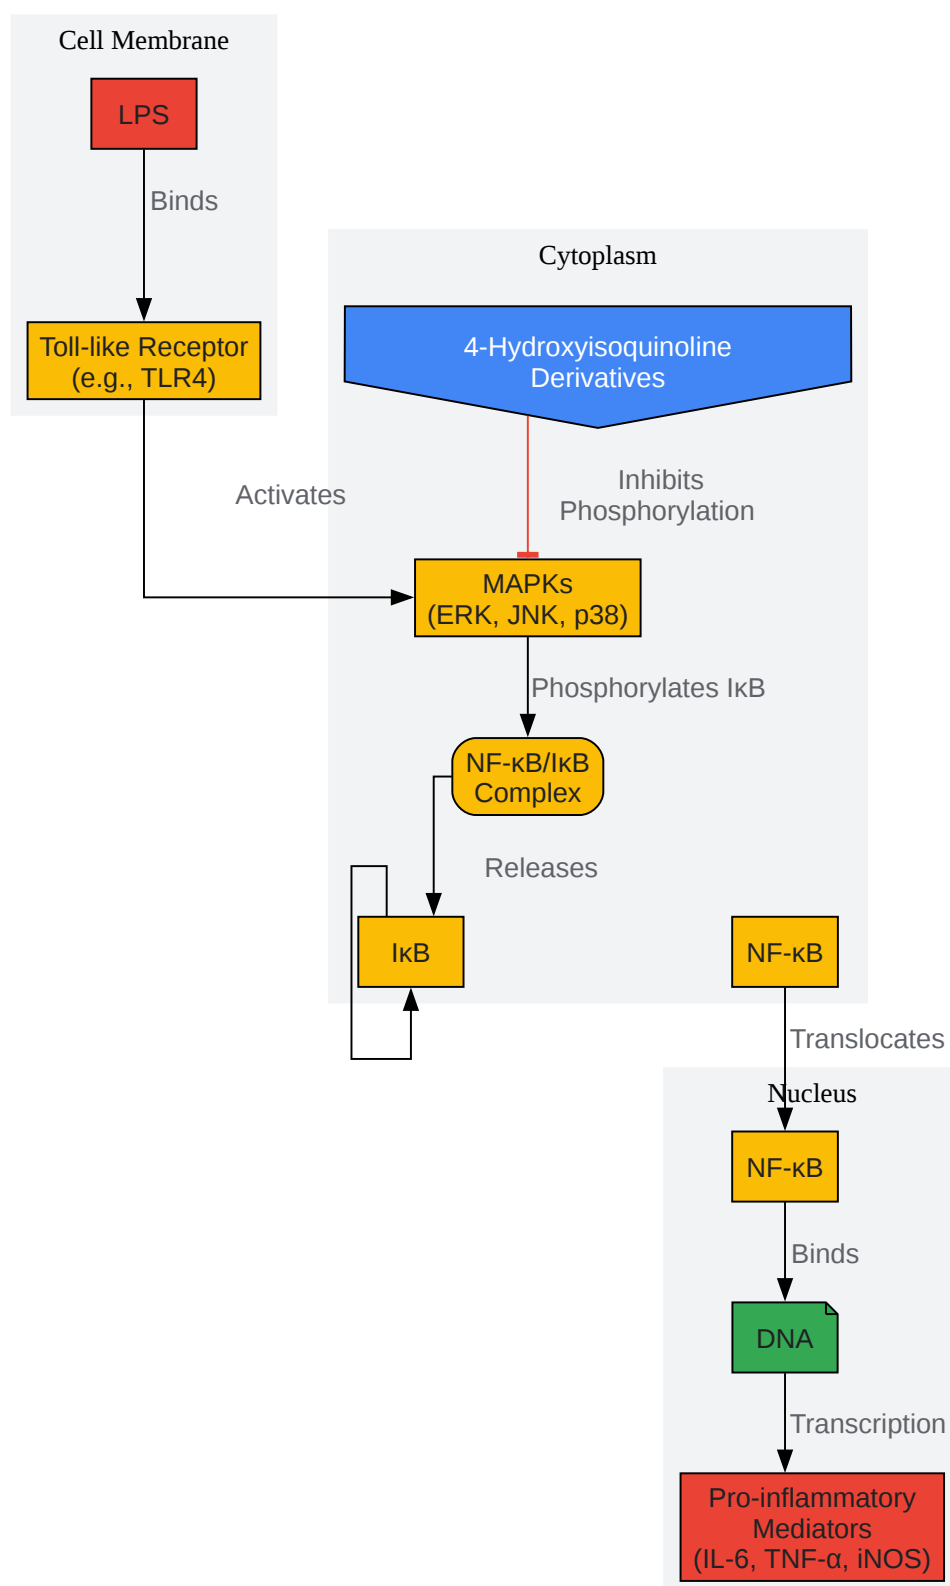 Cell Membrane
LPS
Binds
Toll-like Receptor
(e.g., TLR4)
Activates
Cytoplasm
4-Hydroxyisoquinoline
Derivatives
Inhibits
Phosphorylation
MAPKs
(ERK, JNK, p38)
Phosphorylates IκB
NF-κB/IκB
Complex
Releases
IκB
NF-κB
Translocates
Nucleus
NF-κB
Binds
DNA
Transcription
Pro-inflammatory
Mediators
(IL-6, TNF-α, iNOS)